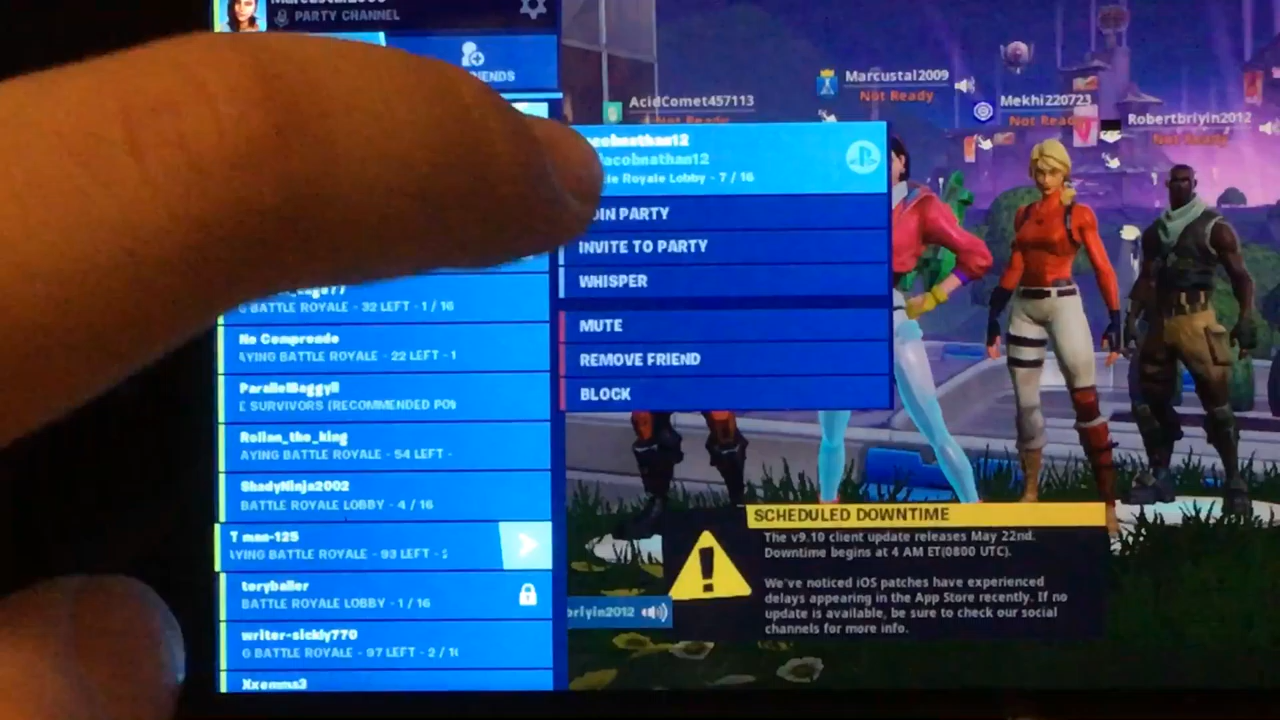 PARTY CHANNEL
Marcustal2009
Not Ready
AcidComet457113
Not Ready
Mekhi220723
Not Ready
Robertbriyin2012
Not Ready
Jacobnathan12
Royale Lobby - 7 / 16
JOIN PARTY
INVITE TO PARTY
WHISPER
MUTE
REMOVE FRIEND
BLOCK
G BATTLE ROYALE - 32 LEFT - 1 / 16
No Comprende
AYING BATTLE ROYALE - 22 LEFT - 1
E SURVIVORS (RECOMMENDED POW
Rollan_the_king
AYING BATTLE ROYALE - 54 LEFT -
ShadyNinja2002
BATTLE ROYALE LOBBY - 4 / 16
T man-125
AYING BATTLE ROYALE - 93 LEFT -
toryballer
BATTLE ROYALE LOBBY - 1 / 16
writer-sickly770
G BATTLE ROYALE - 97 LEFT - 2 / 1
Xxemma3
briyin2012
SCHEDULED DOWNTIME
The v9.10 client update releases May 22nd.
Downtime begins at 4 AM ET(0800 UTC).
We've noticed iOS patches have experienced
delays appearing in the App Store recently. If no
update is available, be sure to check our social
channels for more info.